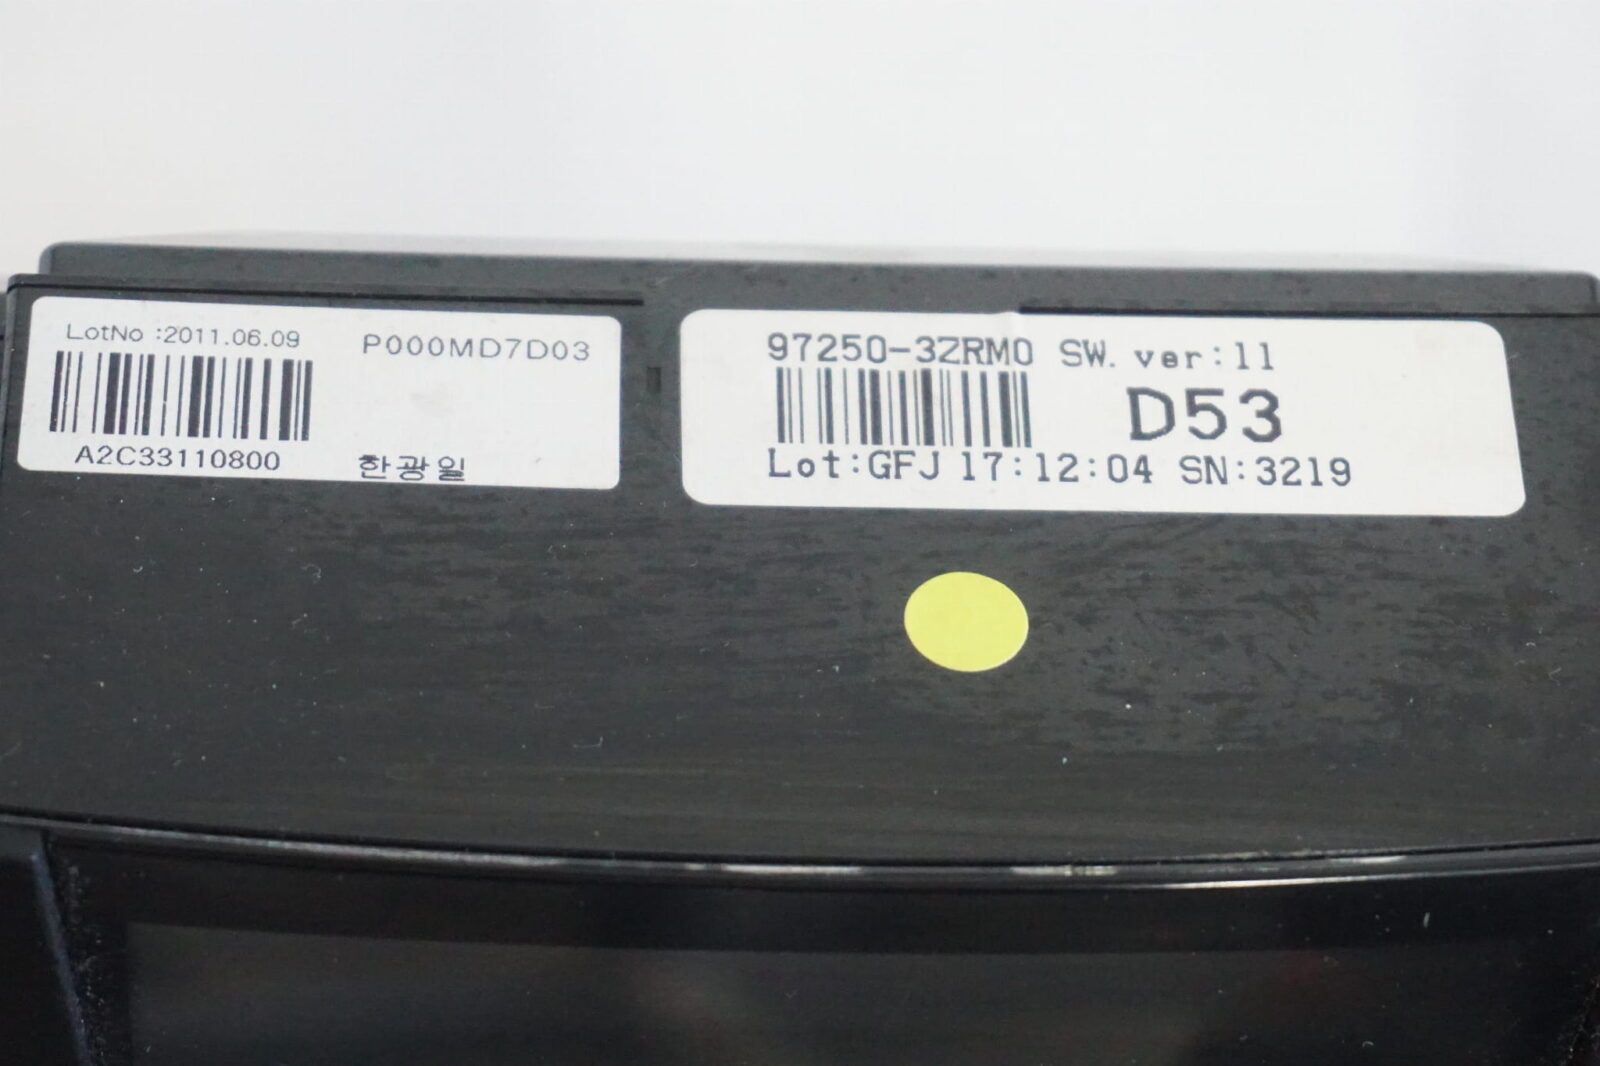 LotNo :2011.06.09
P000MD7D03
A2C33110800
한광일
97250-3ZRM0 SW. ver:11
D53
Lot:GFJ 17:12:04 SN:3219